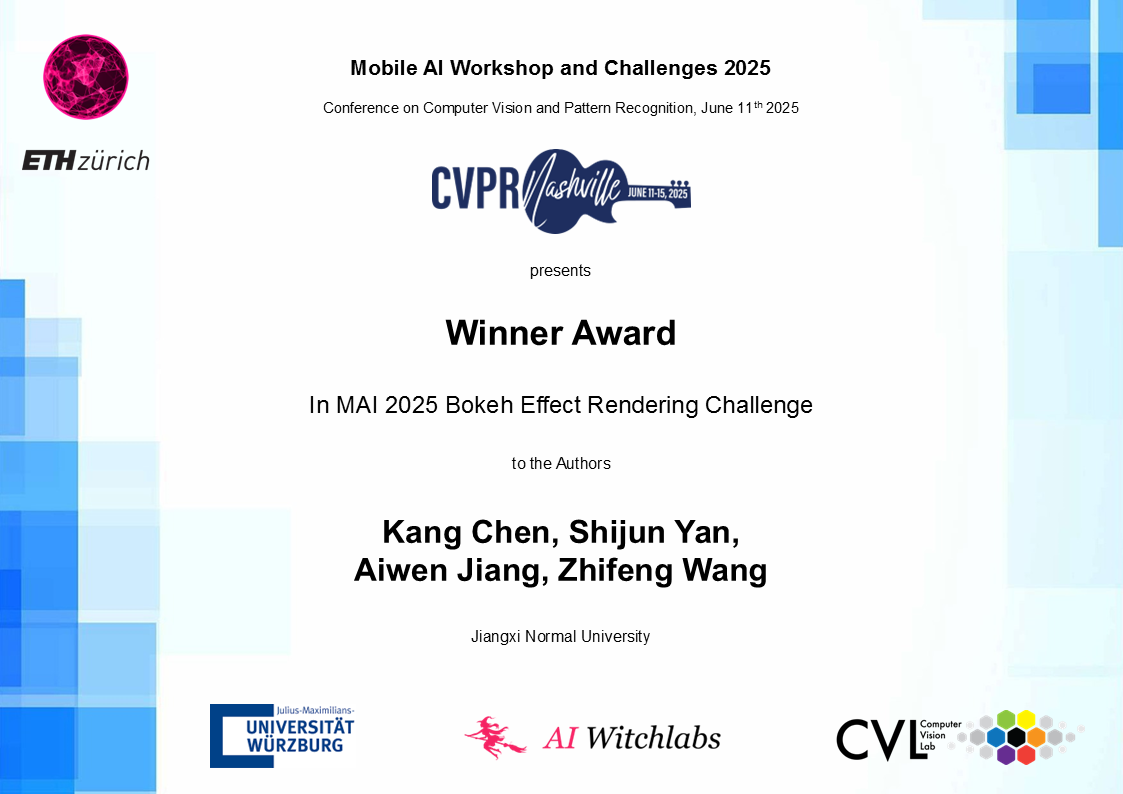 Mobile AI Workshop and Challenges 2025
Conference on Computer Vision and Pattern Recognition, June 11th 2025
ETH zürich
CVPR Nashville JUNE 11-15, 2025
presents
Winner Award
In MAI 2025 Bokeh Effect Rendering Challenge
to the Authors
Kang Chen, Shijun Yan,
Aiwen Jiang, Zhifeng Wang
Jiangxi Normal University
Julius-Maximilians-
UNIVERSITÄT
WÜRZBURG
AI Witchlabs
CVL
Computer
Vision
Lab